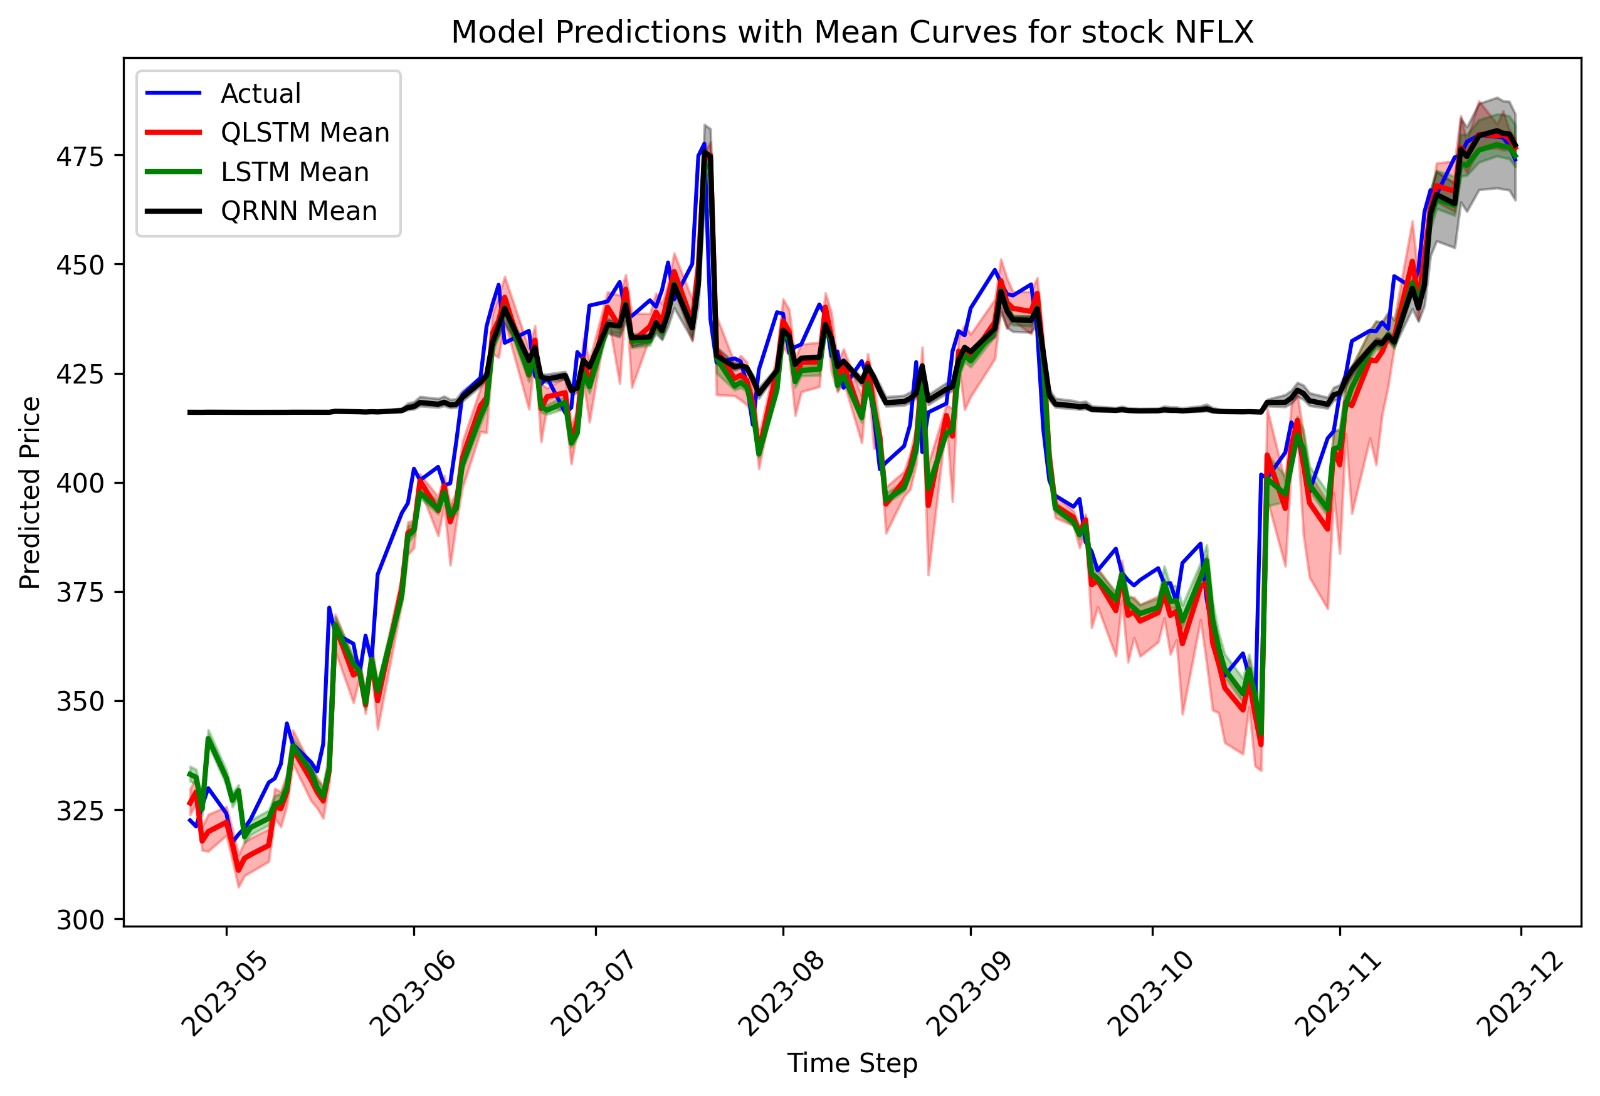 Model Predictions with Mean Curves for stock NFLX
Actual
QLSTM Mean
LSTM Mean
QRNN Mean
Predicted Price
475
450
425
400
375
350
325
300
2023-05
2023-06
2023-07
2023-08
2023-09
2023-10
2023-11
2023-12
Time Step